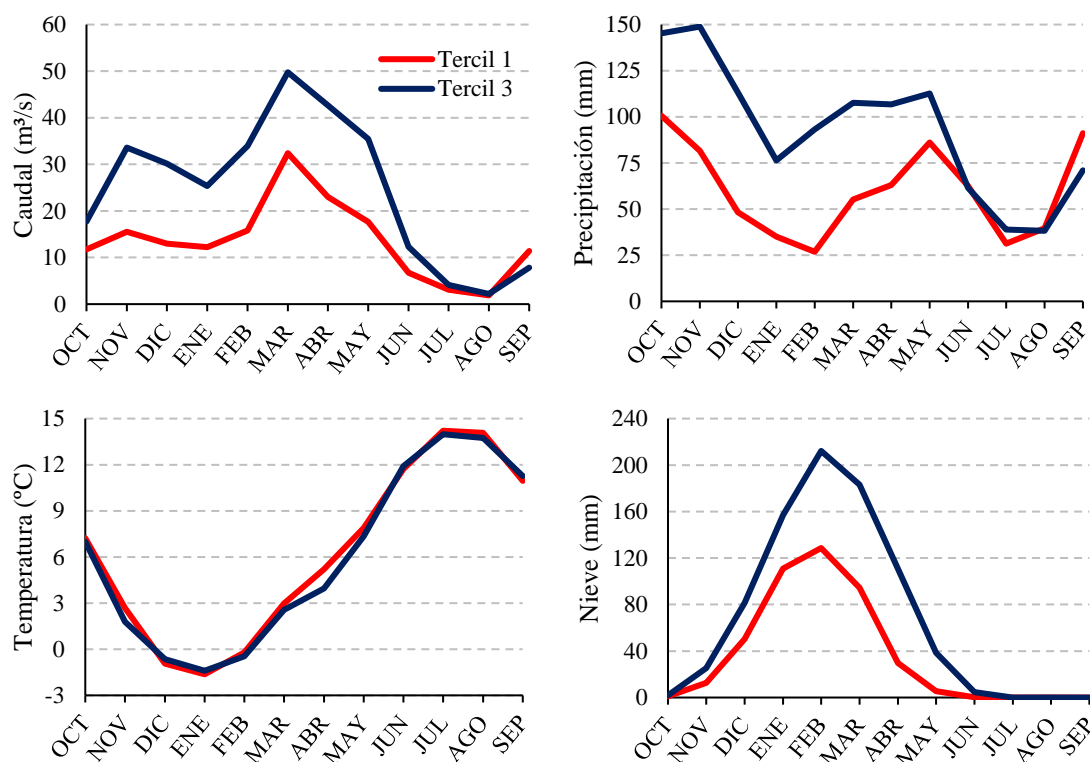 Caudal (m³/s)
60
50
40
30
20
10
0
Tercil 1
Tercil 3
OCT NOV DIC ENE FEB MAR ABR MAY JUN JUL AGO SEP
Precipitación (mm)
150
125
100
75
50
25
0
OCT NOV DIC ENE FEB MAR ABR MAY JUN JUL AGO SEP
Temperatura (ºC)
15
12
9
6
3
0
-3
OCT NOV DIC ENE FEB MAR ABR MAY JUN JUL AGO SEP
Nieve (mm)
240
200
160
120
80
40
0
OCT NOV DIC ENE FEB MAR ABR MAY JUN JUL AGO SEP